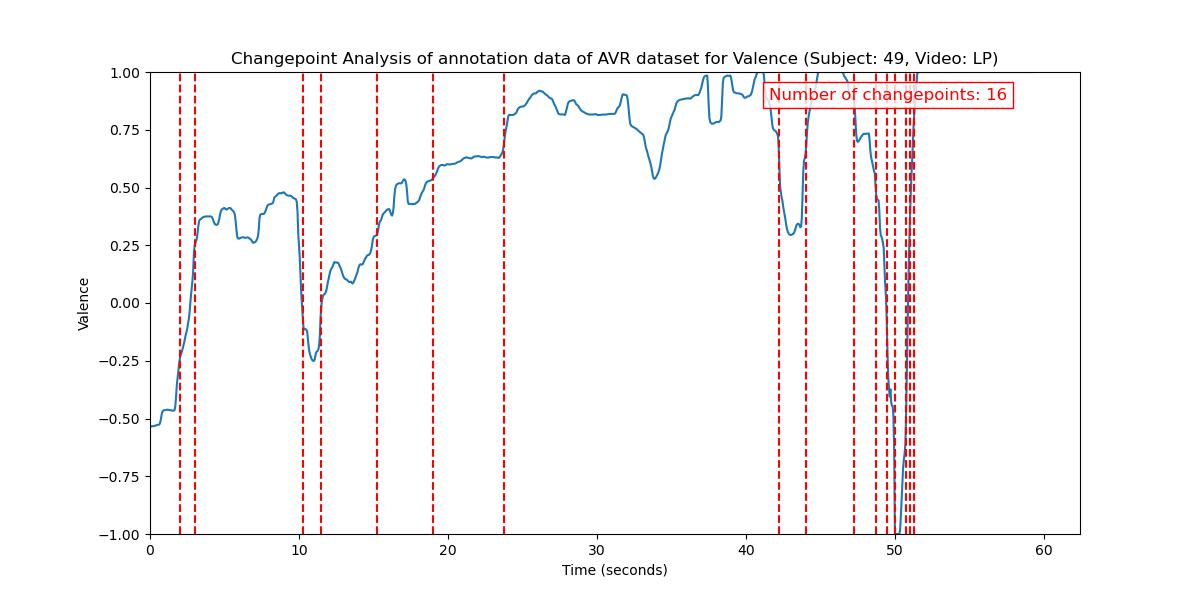 Changepoint Analysis of annotation data of AVR dataset for Valence (Subject: 49, Video: LP)
Number of changepoints: 16
1.00
0.75
0.50
0.25
0.00
−0.25
−0.50
−0.75
−1.00
Valence
0 10 20 30 40 50 60
Time (seconds)